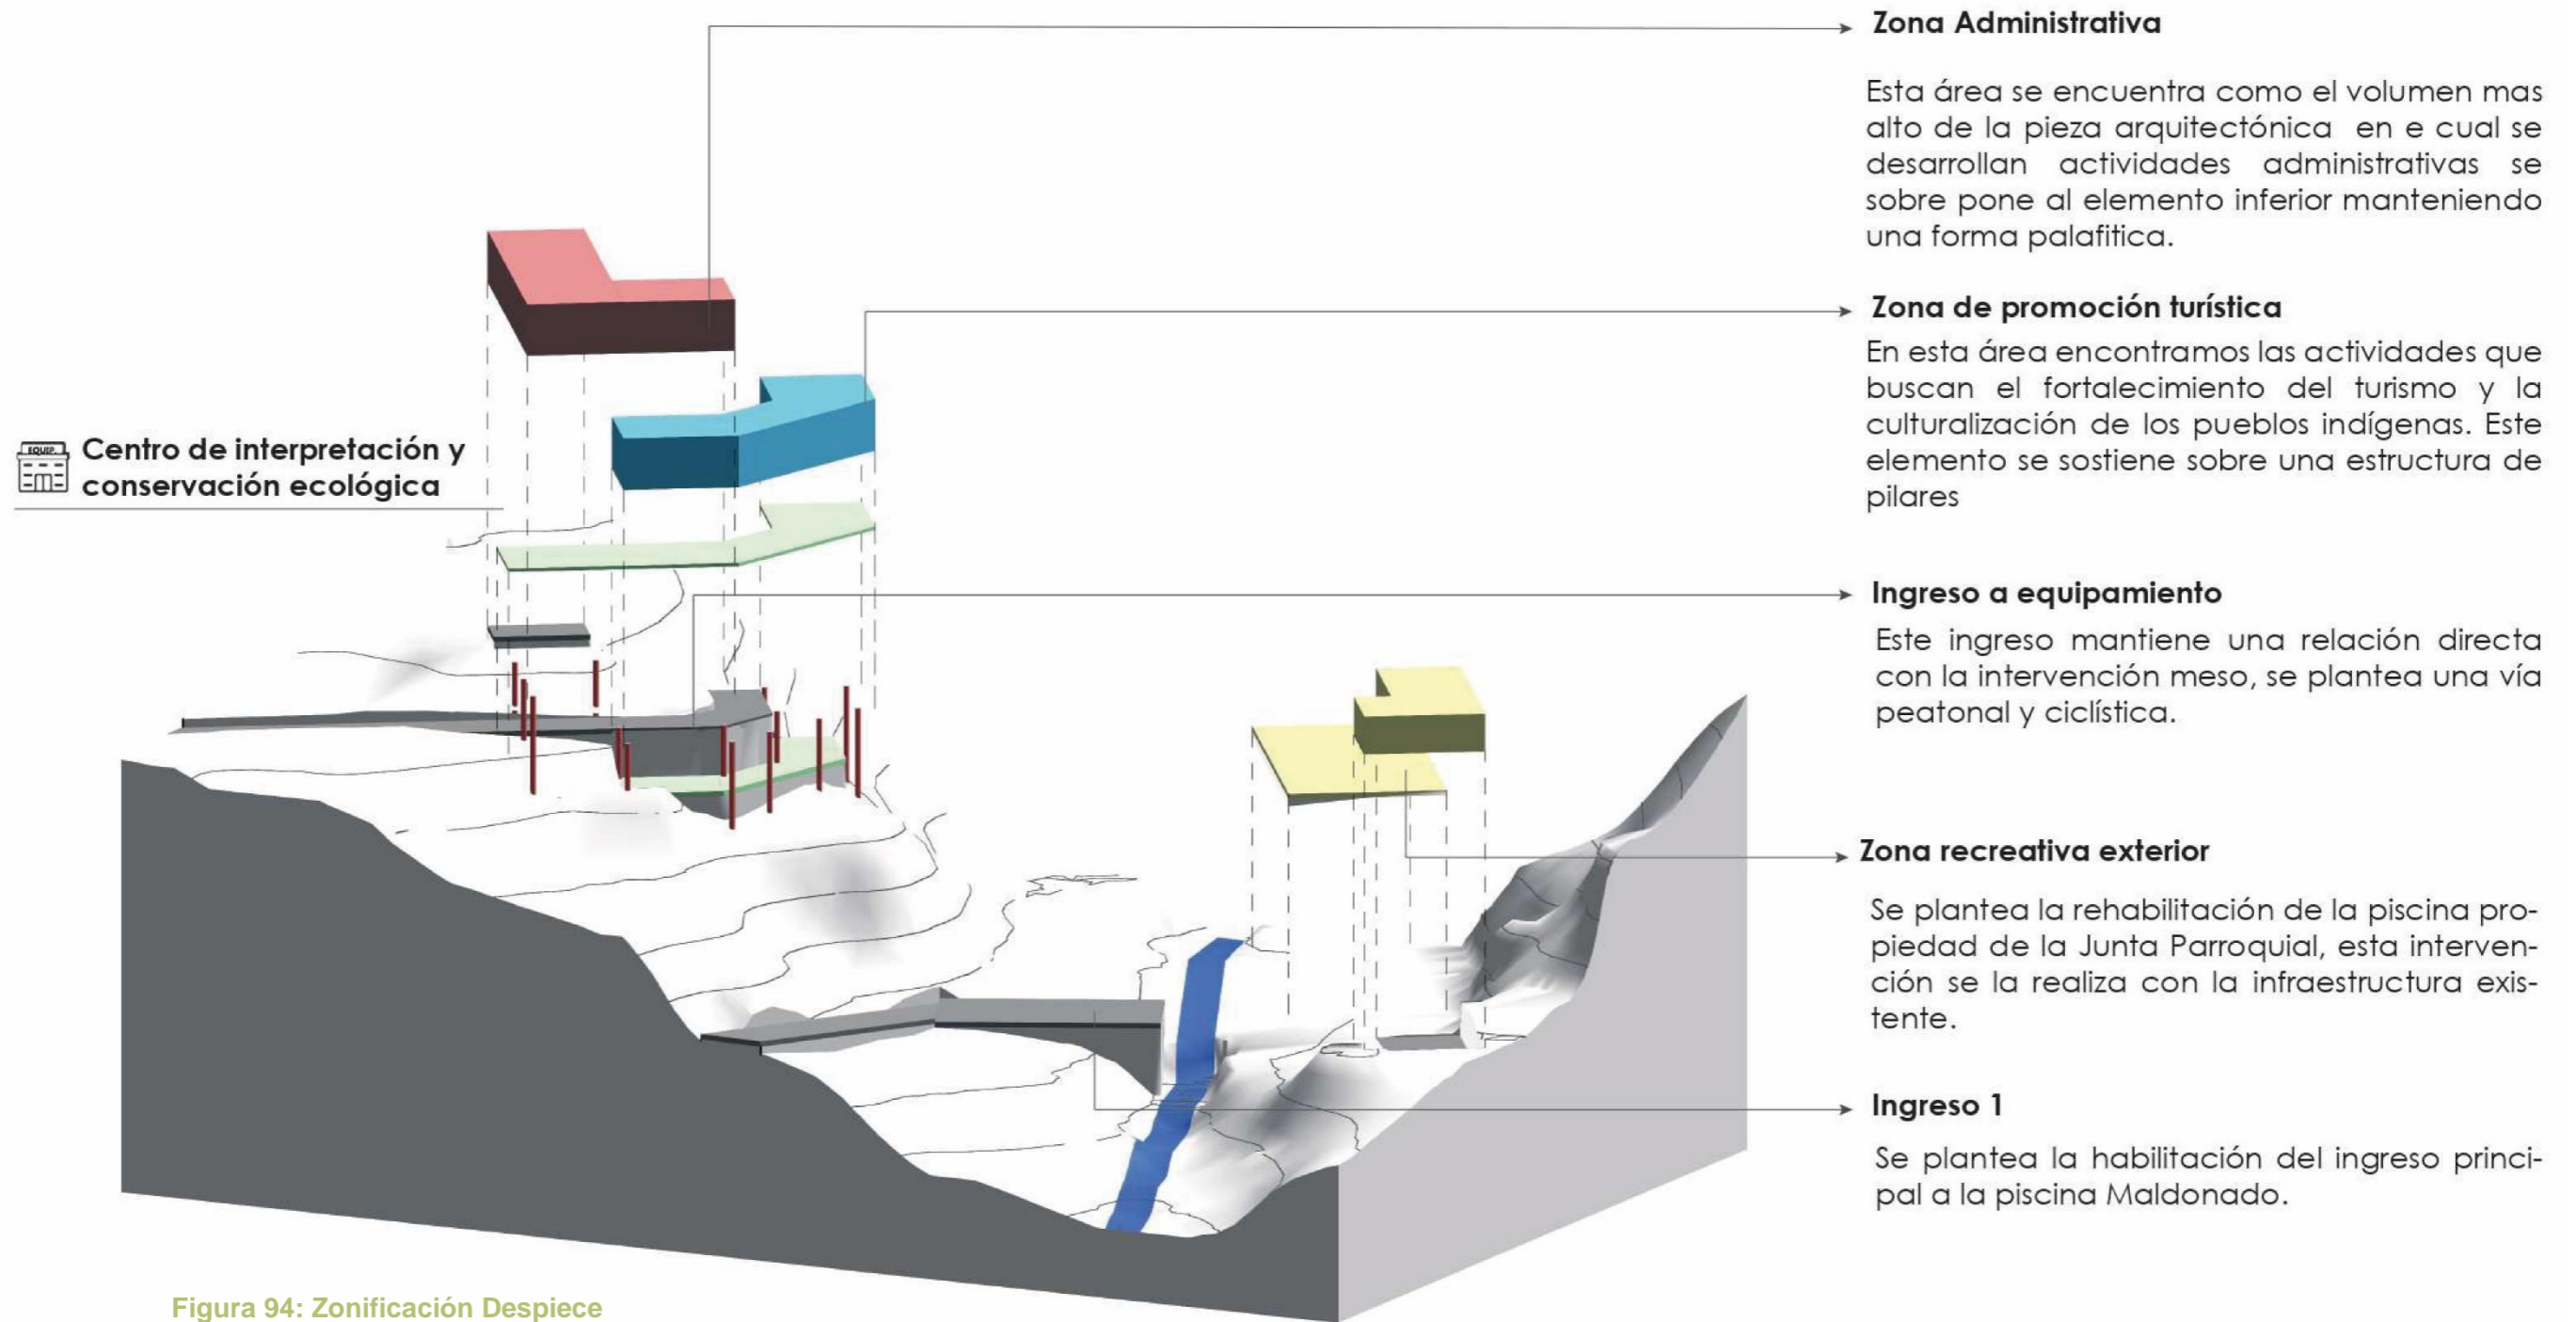 Zona Administrativa
Esta área se encuentra como el volumen mas
alto de la pieza arquitectónica en e cual se
desarrollan actividades administrativas se
sobre pone al elemento inferior manteniendo
una forma palafitica.
Zona de promoción turística
En esta área encontramos las actividades que
buscan el fortalecimiento del turismo y la
culturalización de los pueblos indígenas. Este
elemento se sostiene sobre una estructura de
pilares
EQUIP.
Centro de interpretación y
conservación ecológica
Ingreso a equipamiento
Este ingreso mantiene una relación directa
con la intervención meso, se plantea una vía
peatonal y ciclística.
Zona recreativa exterior
Se plantea la rehabilitación de la piscina pro-
piedad de la Junta Parroquial, esta interven-
ción se la realiza con la infraestructura exis-
tente.
Ingreso 1
Se plantea la habilitación del ingreso princi-
pal a la piscina Maldonado.
Figura 94: Zonificación Despiece